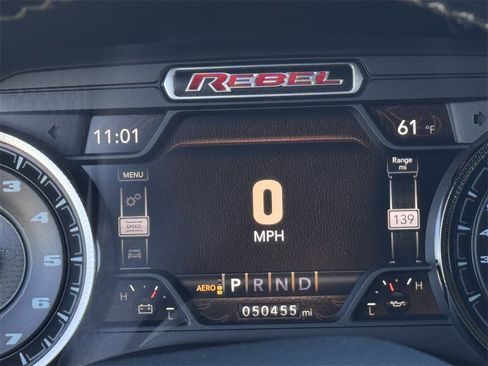 REBEL
11:01
61 °F
MENU
Range
mi
0
SPEED
139
MPH
3
4
5
6
7
AERO P R N D
H
H
L
L
050455 mi